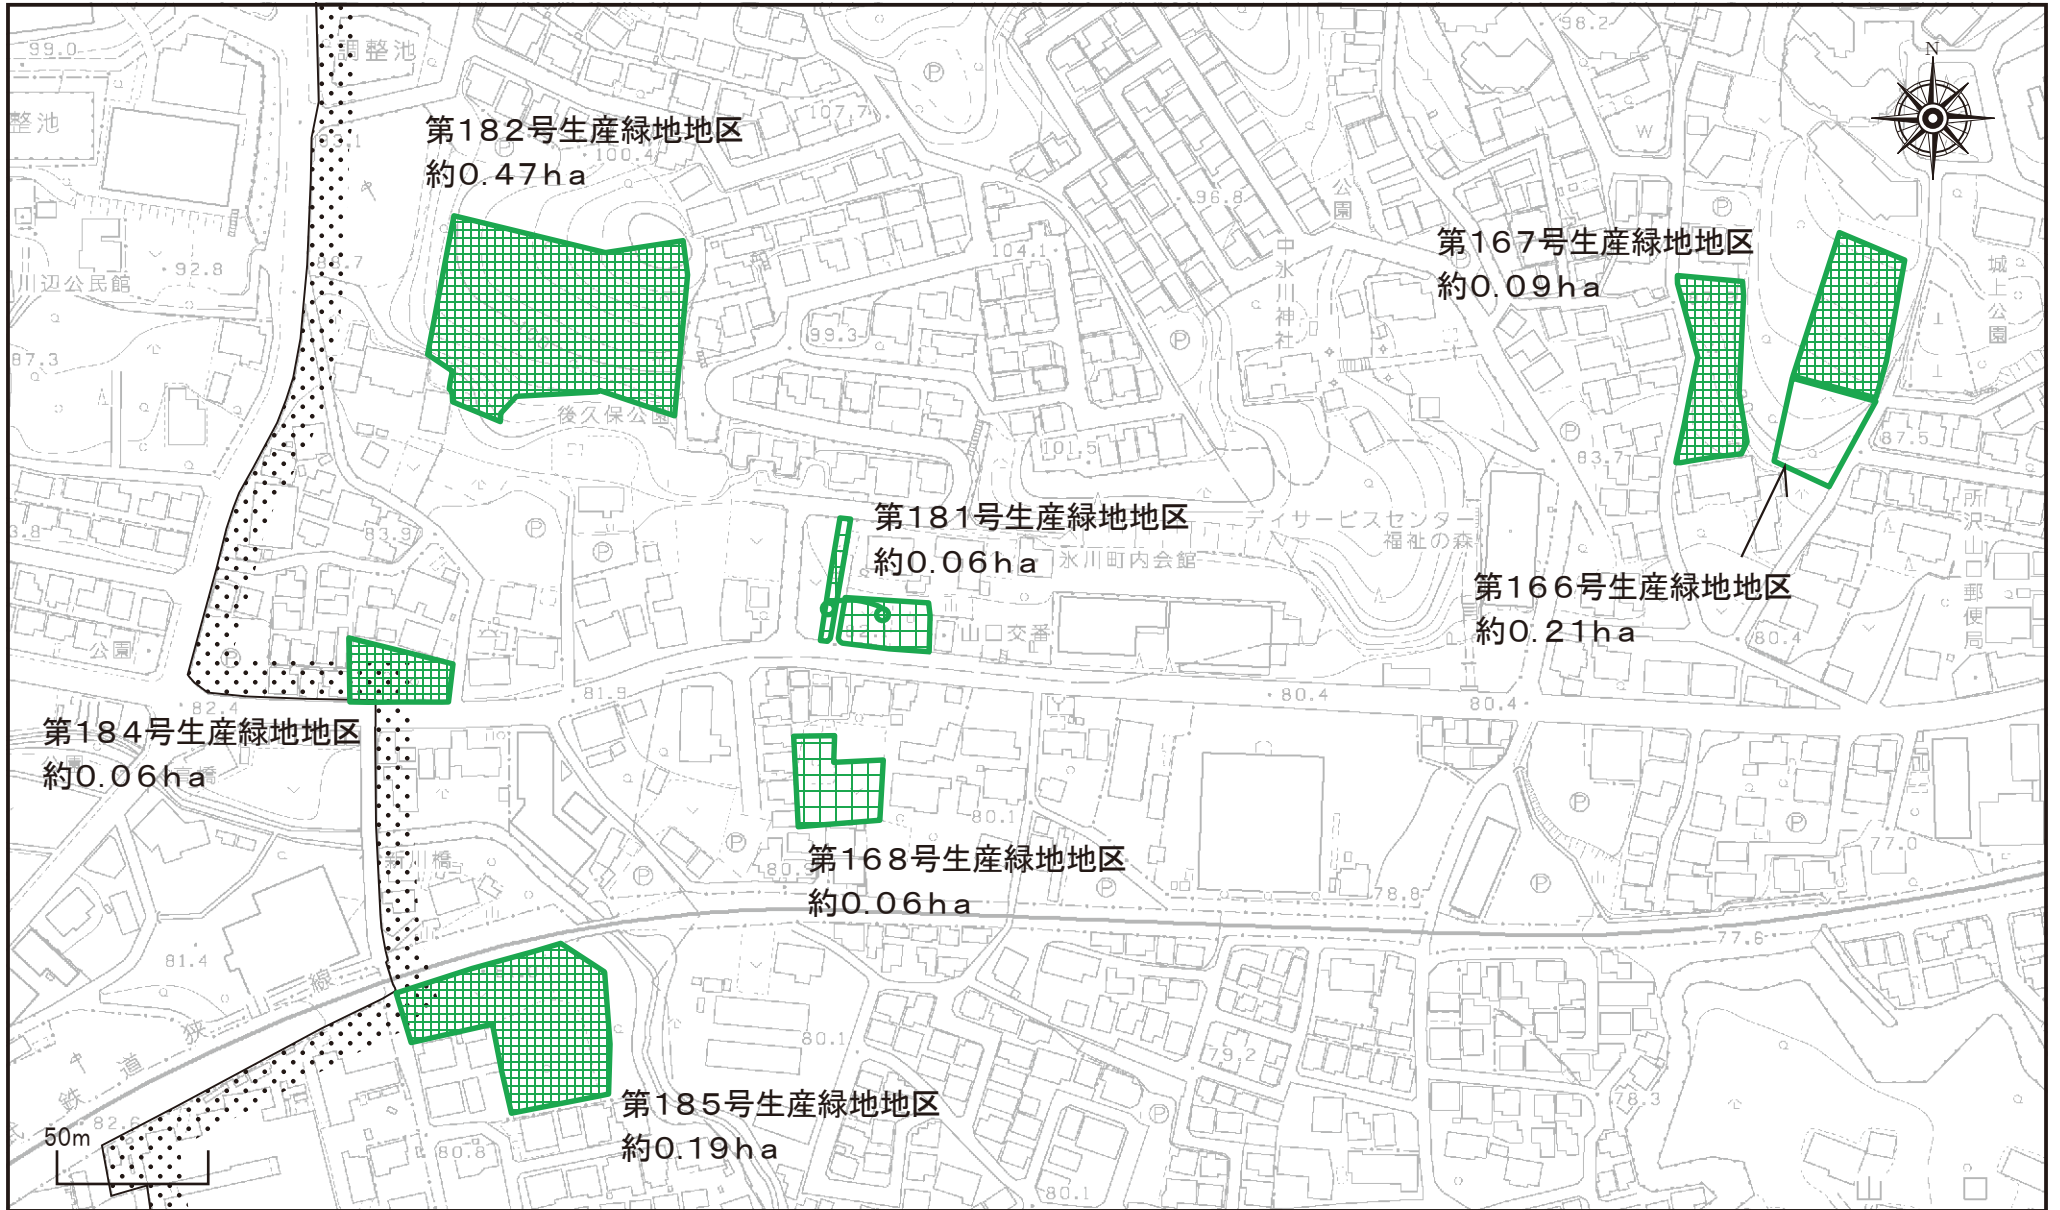 N
99.0
調整池
98.2
整池
107.7
第182号生産緑地地区
100.4
約0.47ha
W
公園
96.8
中氷川神社
第167号生産緑地地区
約0.09ha
104.1
92.8
川辺公民館
城上公園
99.3
87.3
後久保公園
101.5
87.5
83.7
第181号生産緑地地区
約0.06ha
デイサービスセンター
福祉の森
氷川町内会館
所沢山口郵便局
3.8
83.9
第166号生産緑地地区
約0.21ha
山口交番
80.4
公園
81.9
80.4
80.4
82.4
第184号生産緑地地区
約0.06ha
公園
高橋
80.1
新川橋
第168号生産緑地地区
約0.06ha
77.0
78.8
77.6
81.4
鉄道狭
線
80.1
79.2
78.3
第185号生産緑地地区
約0.19ha
82.6
50m
80.8
80.1